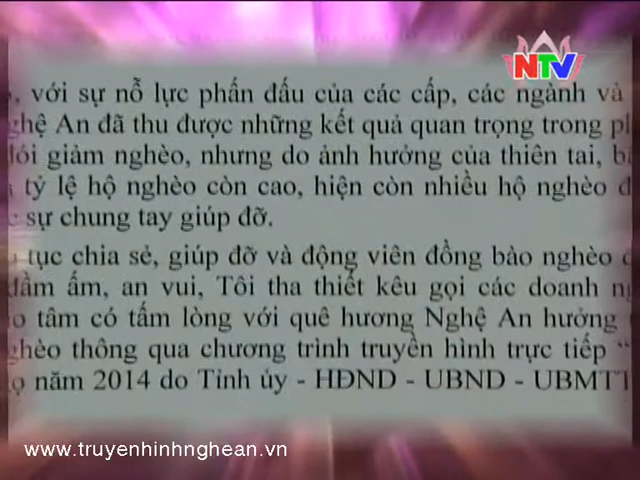 NTV
với sự nỗ lực phấn đấu của các cấp, các ngành và
ghệ An đã thu được những kết quả quan trọng trong
đói giảm nghèo, nhưng do ảnh hưởng của thiên tai,
tỷ lệ hộ nghèo còn cao, hiện còn nhiều hộ nghèo
sự chung tay giúp đỡ.
tục chia sẻ, giúp đỡ và động viên đồng bào nghèo
đầm ấm, an vui, Tôi tha thiết kêu gọi các doanh
tâm có tấm lòng với quê hương Nghệ An hưởng
ghèo thông qua chương trình truyền hình trực tiếp “
năm 2014 do Tỉnh ủy - HĐND - UBND - UBMTT
www.truyenhinhnghean.vn